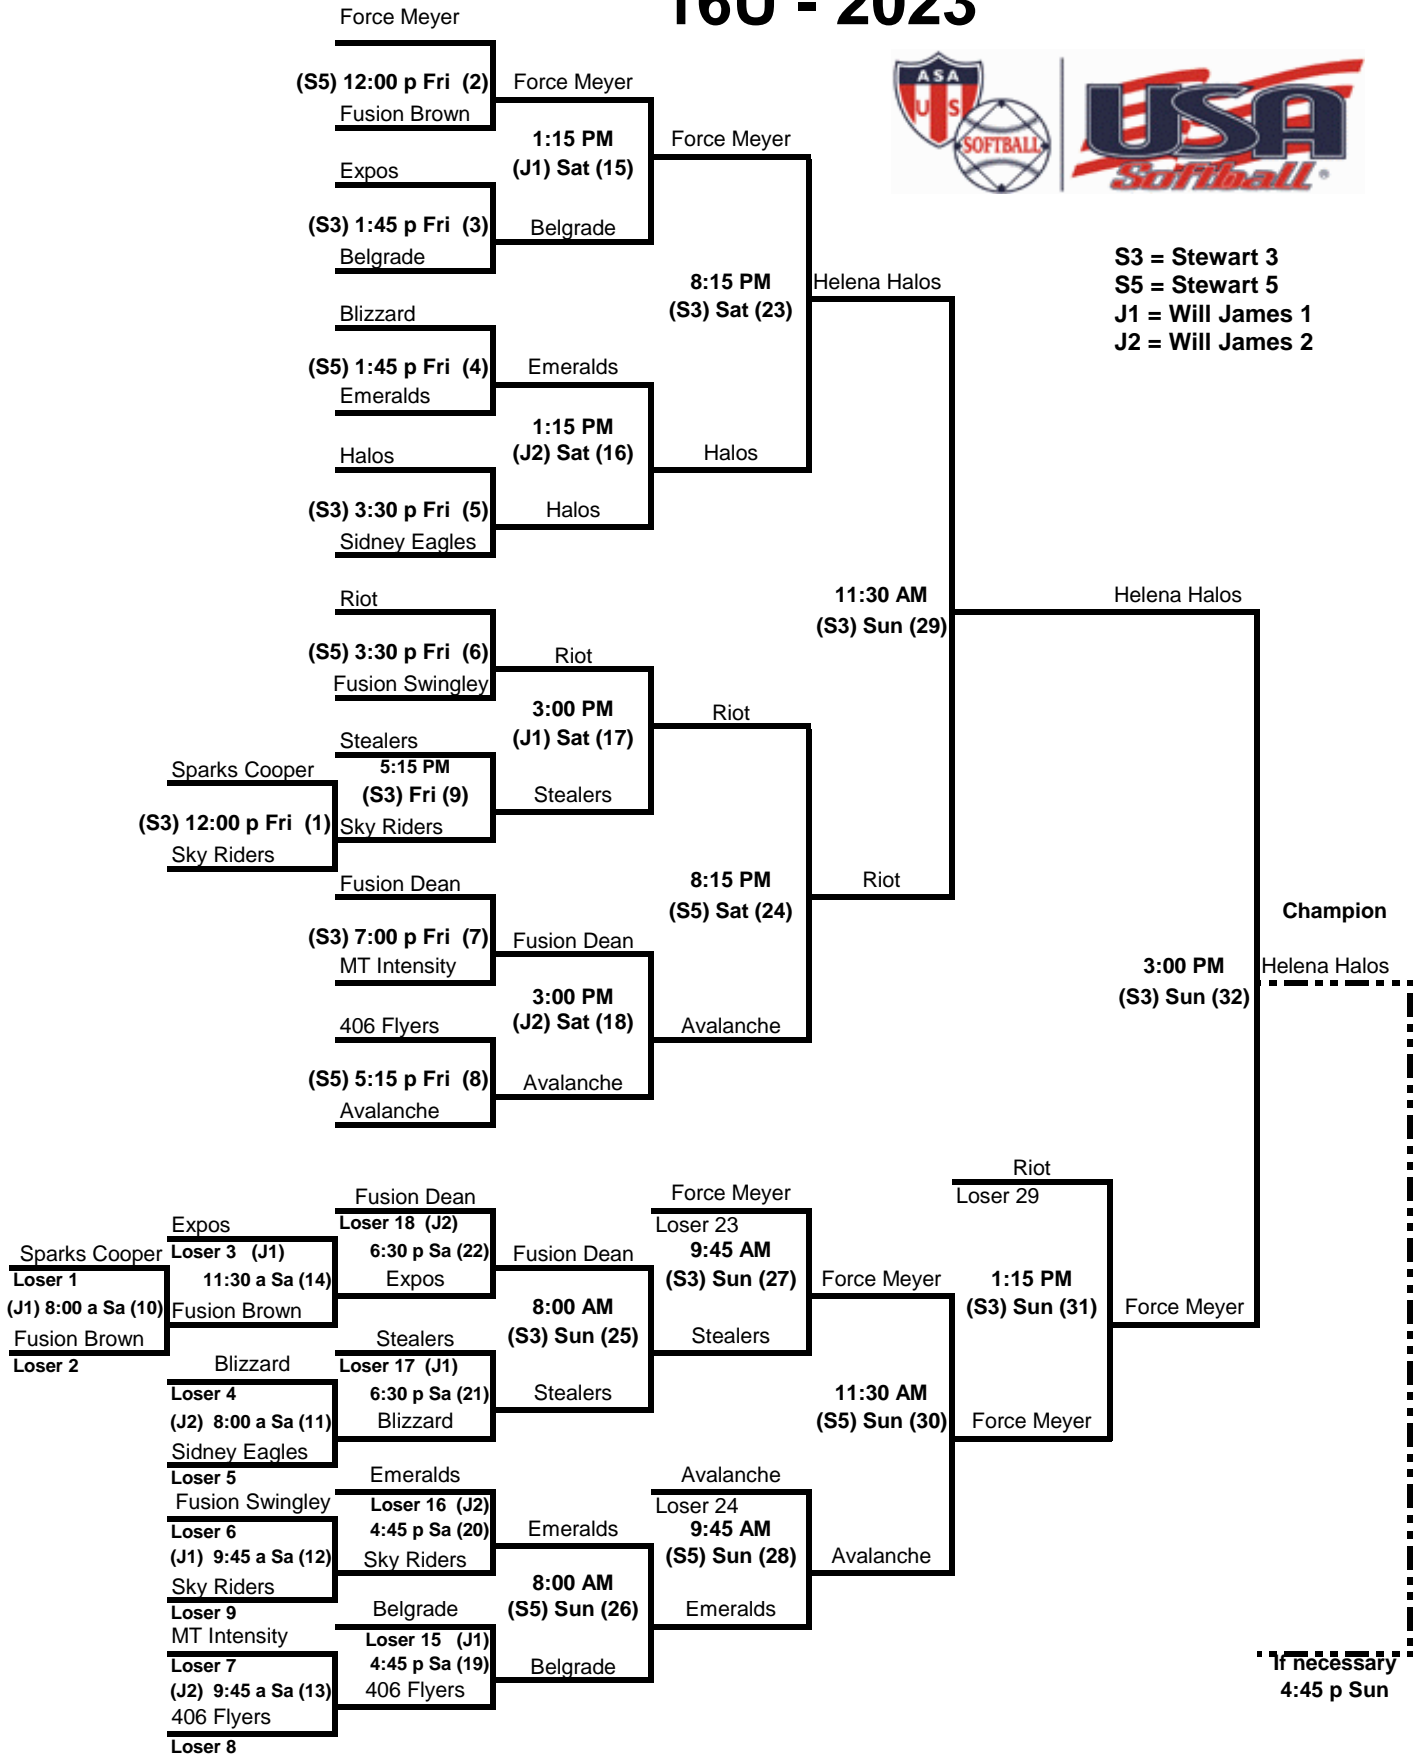 16U - 2023
Force Meyer
(S5) 12:00 p Fri (2)
Force Meyer
Fusion Brown
1:15 PM
(J1) Sat (15)
Force Meyer
Expos
(S3) 1:45 p Fri (3)
Belgrade
Belgrade
ASA
US
SOFTBALL
USA
Softball
S3 = Stewart 3
S5 = Stewart 5
J1 = Will James 1
J2 = Will James 2
8:15 PM
(S3) Sat (23)
Helena Halos
Blizzard
(S5) 1:45 p Fri (4)
Emeralds
Emeralds
1:15 PM
(J2) Sat (16)
Halos
Halos
(S3) 3:30 p Fri (5)
Halos
Sidney Eagles
11:30 AM
(S3) Sun (29)
Helena Halos
Riot
(S5) 3:30 p Fri (6)
Riot
Fusion Swingley
3:00 PM
(J1) Sat (17)
Riot
Stealers
5:15 PM
(S3) Fri (9)
Stealers
Sparks Cooper
(S3) 12:00 p Fri (1)
Sky Riders
Sky Riders
8:15 PM
(S5) Sat (24)
Riot
Fusion Dean
(S3) 7:00 p Fri (7)
Fusion Dean
MT Intensity
3:00 PM
(J2) Sat (18)
Avalanche
406 Flyers
(S5) 5:15 p Fri (8)
Avalanche
Avalanche
Champion
3:00 PM
(S3) Sun (32)
Helena Halos
Riot
Loser 29
Fusion Dean
Force Meyer
Loser 18 (J2)
6:30 p Sa (22)
Fusion Dean
Loser 23
9:45 AM
(S3) Sun (27)
Force Meyer
1:15 PM
(S3) Sun (31)
Force Meyer
Expos
Sparks Cooper
Loser 3 (J1)
Loser 1
11:30 a Sa (14)
Expos
(J1) 8:00 a Sa (10)
Fusion Brown
8:00 AM
(S3) Sun (25)
Stealers
Fusion Brown
Loser 2
Stealers
Blizzard
Loser 17 (J1)
Loser 4
6:30 p Sa (21)
Stealers
(J2) 8:00 a Sa (11)
Blizzard
Sidney Eagles
Loser 5
11:30 AM
(S5) Sun (30)
Force Meyer
Emeralds
Avalanche
Fusion Swingley
Loser 16 (J2)
Loser 24
Loser 6
4:45 p Sa (20)
Emeralds
9:45 AM
(S5) Sun (28)
Avalanche
(J1) 9:45 a Sa (12)
Sky Riders
Sky Riders
Loser 9
8:00 AM
(S5) Sun (26)
Emeralds
Belgrade
MT Intensity
Loser 15 (J1)
Loser 7
4:45 p Sa (19)
Belgrade
(J2) 9:45 a Sa (13)
406 Flyers
406 Flyers
Loser 8
If necessary
4:45 p Sun